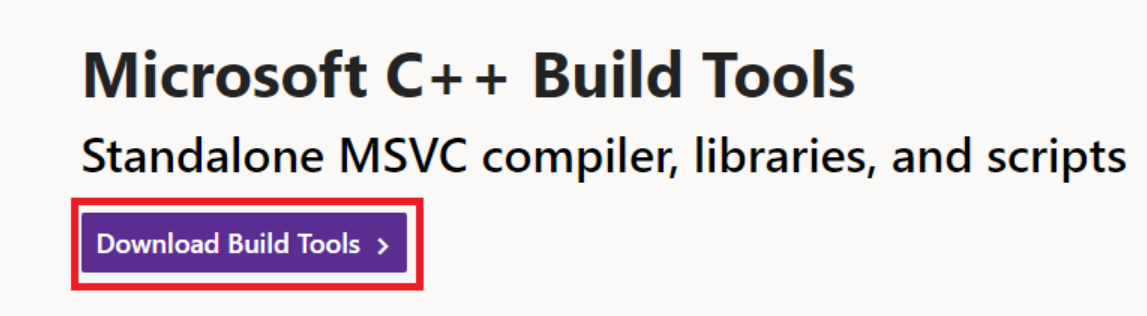 Microsoft C++ Build Tools
Standalone MSVC compiler, libraries, and scripts
Download Build Tools >